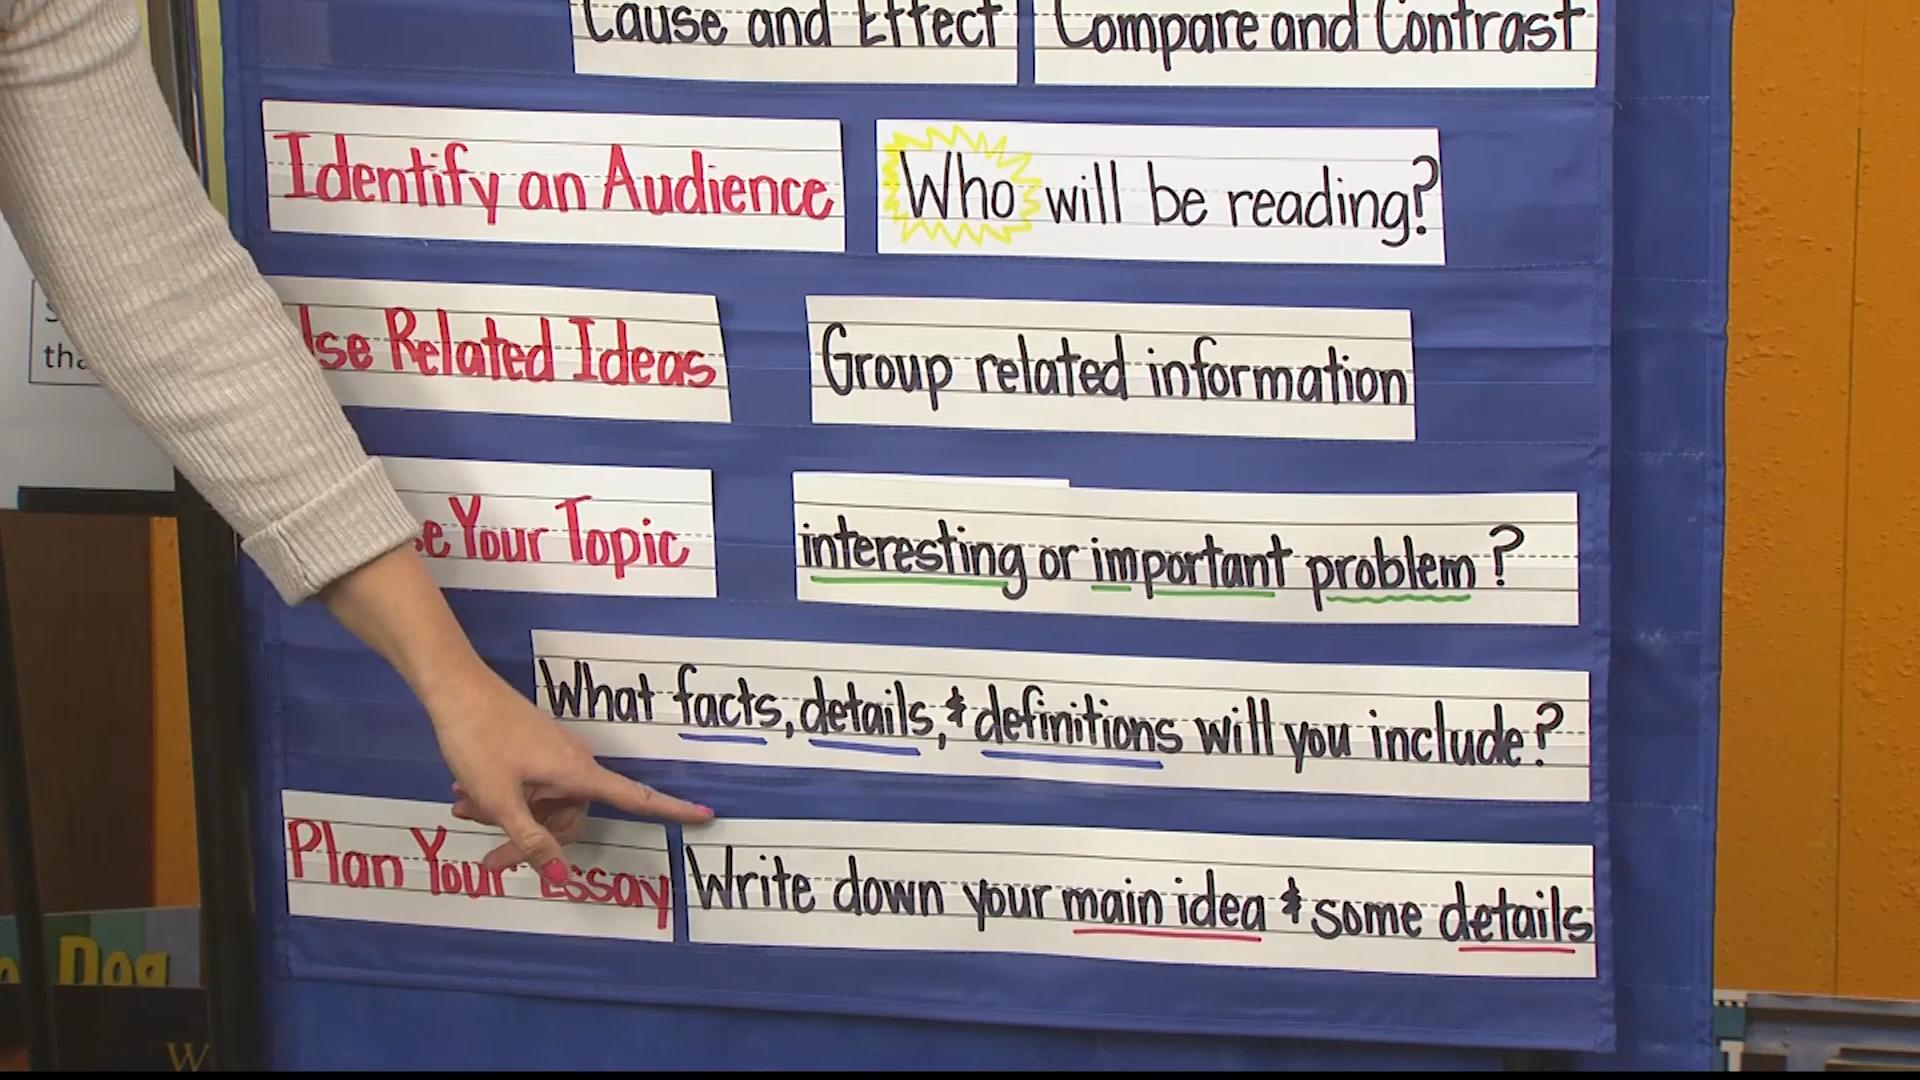 Cause and Effect
Compare and Contrast
Identify an Audience
Who will be reading?
Related Ideas
Group related information
Your Topic
interesting or important problem?
What facts, details, & definitions will you include?
Plan Your Essay
Write down your main idea & some details
Dog
W